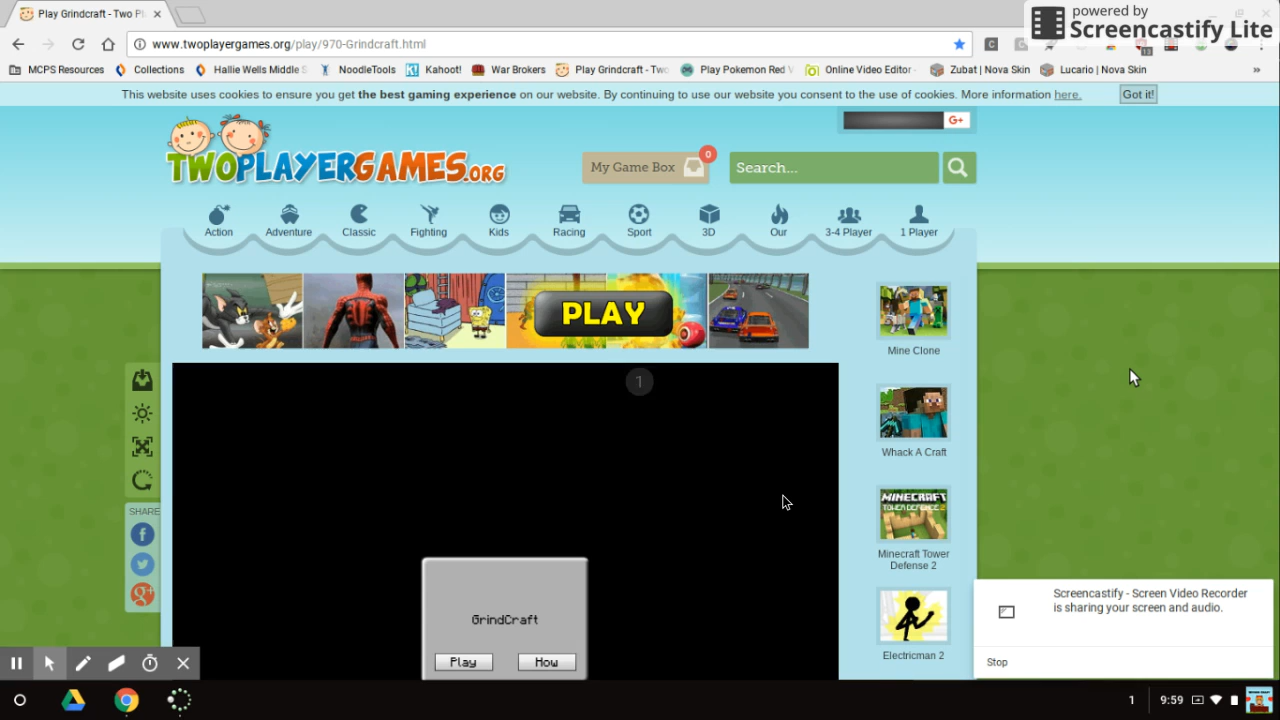 Play Grindcraft - Two Pl
powered by
Screencastify Lite
www.twoplayergames.org/play/970-Grindcraft.html
MCPS Resources
Collections
Hallie Wells Middle S
NoodleTools
Kahoot!
War Brokers
Play Grindcraft - Two
Play Pokemon Red V
Online Video Editor
Zubat | Nova Skin
Lucario | Nova Skin
»
This website uses cookies to ensure you get the best gaming experience on our website. By continuing to use our website you consent to the use of cookies. More information here.
Got it!
G+
TWOPLAYERGAMES.ORG
My Game Box
0
Search...
Action
Adventure
Classic
Fighting
Kids
Racing
Sport
3D
Our
3-4 Player
1 Player
PLAY
Mine Clone
1
Whack A Craft
MINECRAFT
TOWER DEFENCE 2
Minecraft Tower
Defense 2
SHARE
Electricman 2
GrindCraft
Play
How
Screencastify - Screen Video Recorder
is sharing your screen and audio.
Stop
1
9:59